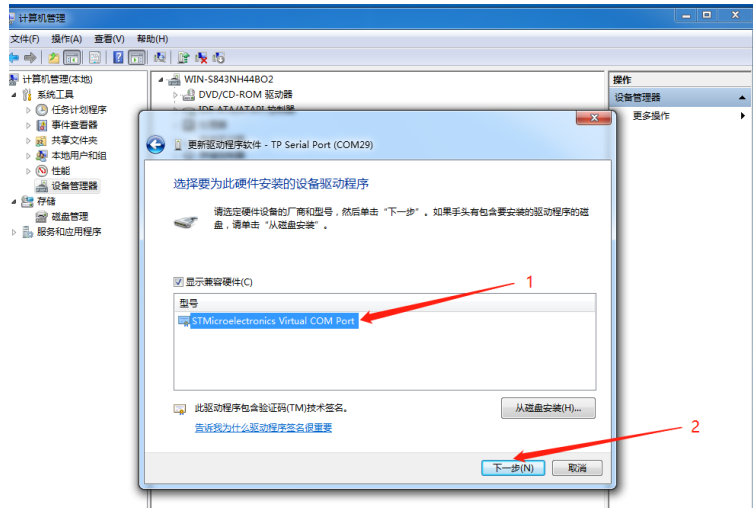 计算机管理
文件(F) 操作(A) 查看(V) 帮助(H)
计算机管理(本地)
系统工具
任务计划程序
事件查看器
共享文件夹
本地用户和组
性能
设备管理器
存储
磁盘管理
服务和应用程序
WIN-S843NH44BO2
DVD/CD-ROM 驱动器
IDE ATA/ATAPI 控制器
操作
设备管理器
更多操作
更新驱动程序软件 - TP Serial Port (COM29)
选择要为此硬件安装的设备驱动程序
请选定硬件设备的厂商和型号，然后单击“下一步”。如果手头有包含要安装的驱动程序的磁
盘，请单击“从磁盘安装”。
显示兼容硬件(C)
1
型号
STMicroelectronics Virtual COM Port
此驱动程序包含验证码(TM)技术签名。
从磁盘安装(H)...
告诉我为什么驱动程序签名很重要
2
下一步(N)
取消